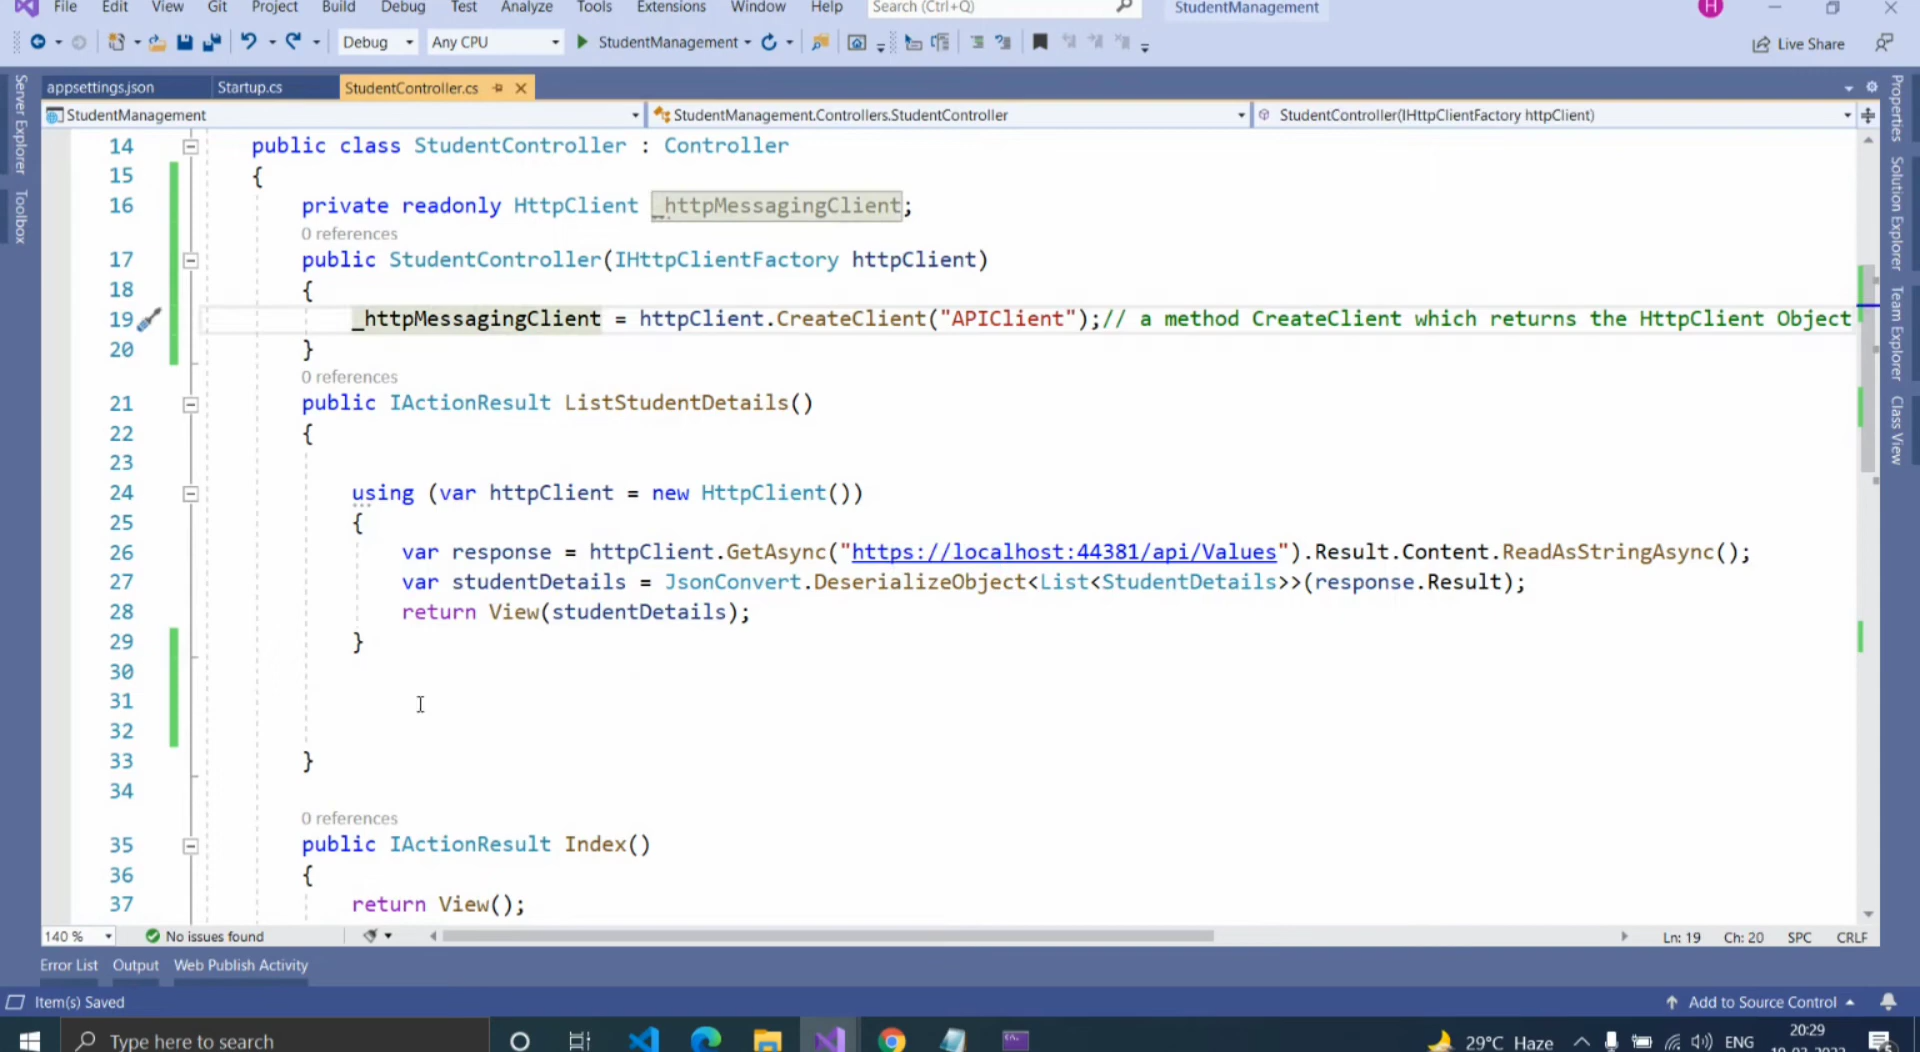 File Edit View Git Project Build Debug Test Analyze Tools Extensions Window Help Search (Ctrl+Q) StudentManagement H
Debug Any CPU StudentManagement Live Share
appsettings.json Startup.cs StudentController.cs
StudentManagement StudentManagement.Controllers.StudentController StudentController(IHttpClientFactory httpClient)
Server Explorer
Toolbox
Properties
Solution Explorer
Team Explorer
Class View
14 public class StudentController : Controller
15 {
16 private readonly HttpClient _httpMessagingClient;
0 references
17 public StudentController(IHttpClientFactory httpClient)
18 {
19 _httpMessagingClient = httpClient.CreateClient("APIClient");// a method CreateClient which returns the HttpClient Object
20 }
0 references
21 public IActionResult ListStudentDetails()
22 {
23
24 using (var httpClient = new HttpClient())
25 {
26 var response = httpClient.GetAsync("https://localhost:44381/api/Values").Result.Content.ReadAsStringAsync();
27 var studentDetails = JsonConvert.DeserializeObject<List<StudentDetails>>(response.Result);
28 return View(studentDetails);
29 }
30
31
32
33 }
34
0 references
35 public IActionResult Index()
36 {
37 return View();
140 % No issues found Ln: 19 Ch: 20 SPC CRLF
Error List Output Web Publish Activity
Item(s) Saved Add to Source Control
Type here to search 29°C Haze ENG 20:29